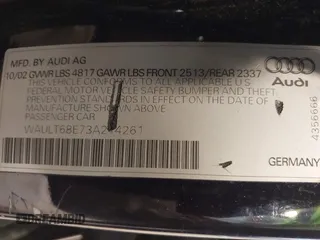 MFD. BY AUDI AG
10/02 GVWR LBS 4817 GAWR LBS FRONT 2513/REAR 2337
THIS VEHICLE CONFORMS TO ALL APPLICABLE
FEDERAL MOTOR VEHICLE SAFETY BUMPER AND
THEFT PREVENTION STANDARDS IN EFFECT ON THE DATE OF
MANUFACTURE SHOWN ABOVE
PASSENGER CAR
Audi
4356666
GERMANY